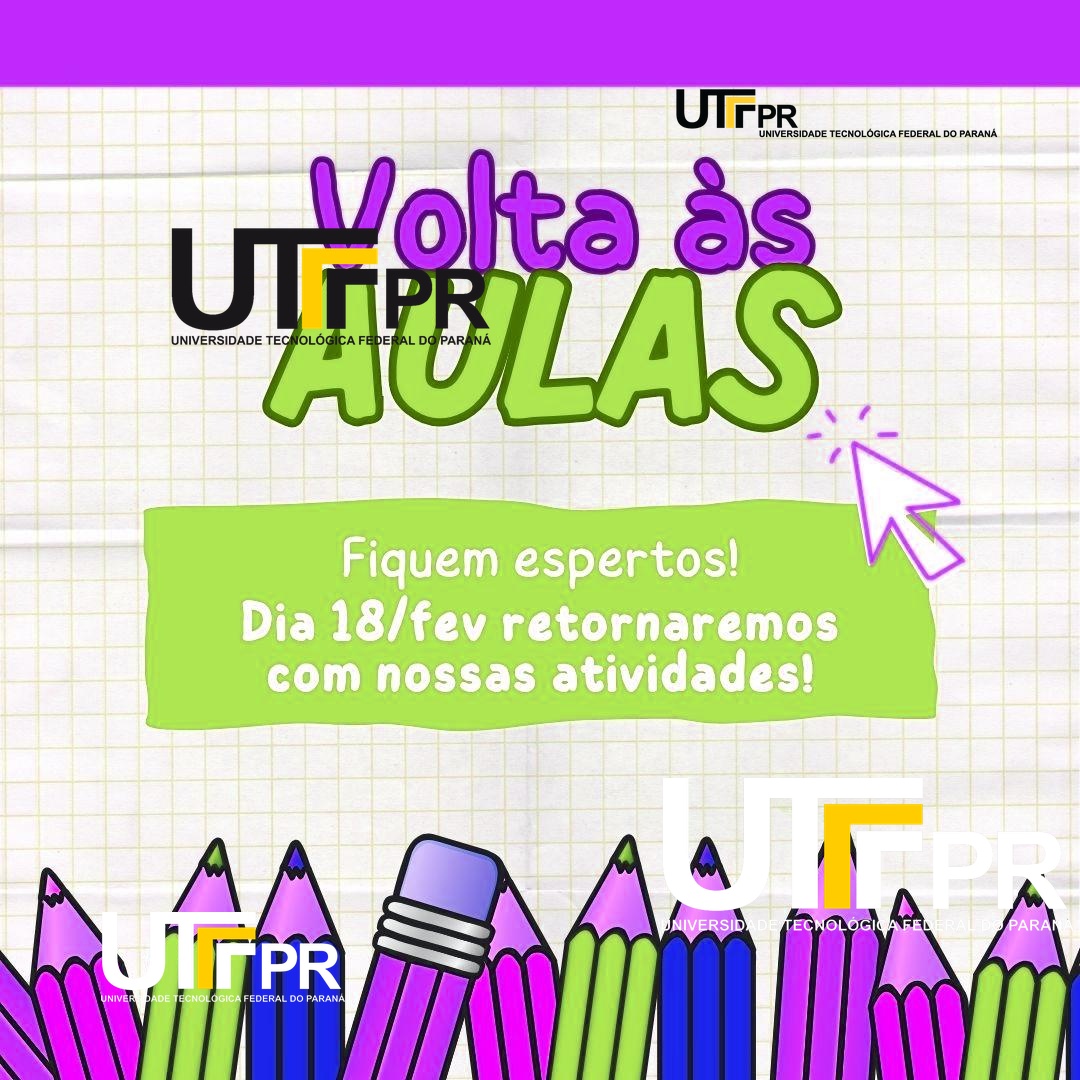 UTFPR
UNIVERSIDADE TECNOLÓGICA FEDERAL DO PARANÁ
Volta às
UTFPR
UNIVERSIDADE TECNOLÓGICA FEDERAL DO PARANÁ
AULAS
Fiquem espertos!
Dia 18/fev retornaremos
com nossas atividades!
UTFPR
UNIVERSIDADE TECNOLÓGICA FEDERAL DO PARANÁ
UTFPR
UNIVERSIDADE TECNOLÓGICA FEDERAL DO PARANÁ